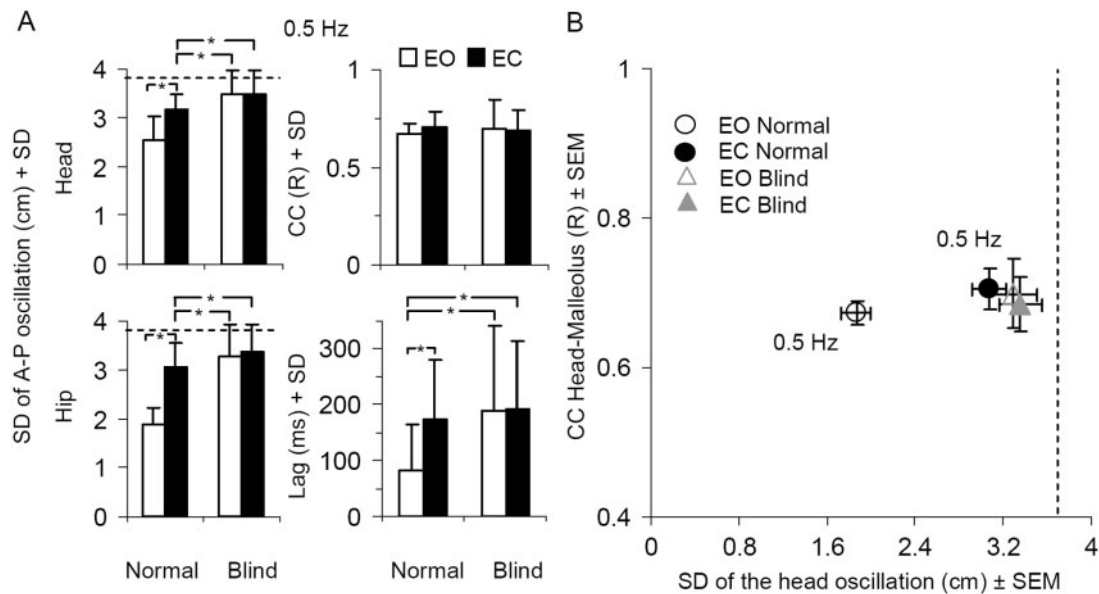 A
0.5 Hz
EO EC
SD of A-P oscillation (cm) + SD
Head
4
3
2
1
0
*
*
*
CC (R) + SD
1
0.5
0
Hip
4
3
2
1
0
*
*
*
Normal Blind
Lag (ms) + SD
300
200
100
0
*
*
*
Normal Blind
B
CC Head-Malleolus (R) ± SEM
1
0.8
0.6
0.4
EO Normal
EC Normal
EO Blind
EC Blind
0.5 Hz
0.5 Hz
0 0.8 1.6 2.4 3.2 4
SD of the head oscillation (cm) ± SEM